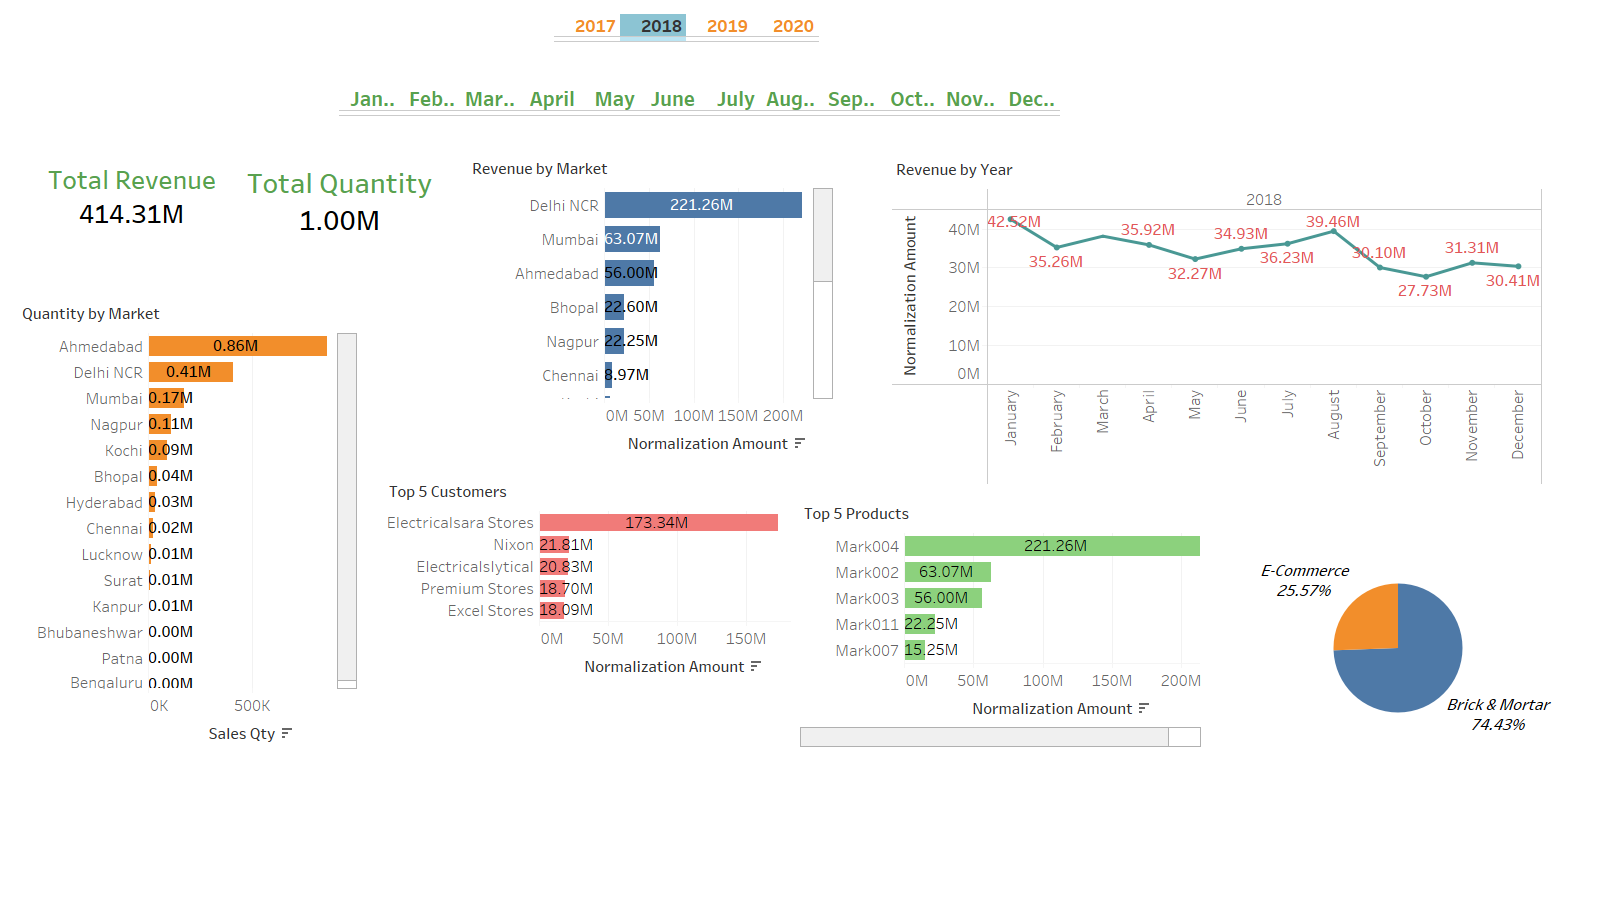 2017 2018 2019 2020
Jan.. Feb.. Mar.. April May June July Aug.. Sep.. Oct.. Nov.. Dec..
Total Revenue
414.31M
Total Quantity
1.00M
Quantity by Market
Ahmedabad 0.86M
Delhi NCR 0.41M
Mumbai 0.17M
Nagpur 0.11M
Kochi 0.09M
Bhopal 0.04M
Hyderabad 0.03M
Chennai 0.02M
Lucknow 0.01M
Surat 0.01M
Kanpur 0.01M
Bhubaneshwar 0.00M
Patna 0.00M
Bengaluru 0.00M
0K 500K
Sales Qty
Revenue by Market
Delhi NCR 221.26M
Mumbai 63.07M
Ahmedabad 56.00M
Bhopal 22.60M
Nagpur 22.25M
Chennai 8.97M
0M 50M 100M 150M 200M
Normalization Amount
Revenue by Year
2018
Normalization Amount
40M
30M
20M
10M
0M
42.52M
35.26M
35.92M
32.27M
34.93M
36.23M
39.46M
30.10M
27.73M
31.31M
30.41M
January
February
March
April
May
June
July
August
September
October
November
December
Top 5 Customers
Electricalsara Stores 173.34M
Nixon 21.81M
Electricalslytical 20.83M
Premium Stores 18.70M
Excel Stores 18.09M
0M 50M 100M 150M
Normalization Amount
Top 5 Products
Mark004 221.26M
Mark002 63.07M
Mark003 56.00M
Mark011 22.25M
Mark007 15.25M
0M 50M 100M 150M 200M
Normalization Amount
E-Commerce
25.57%
Brick & Mortar
74.43%